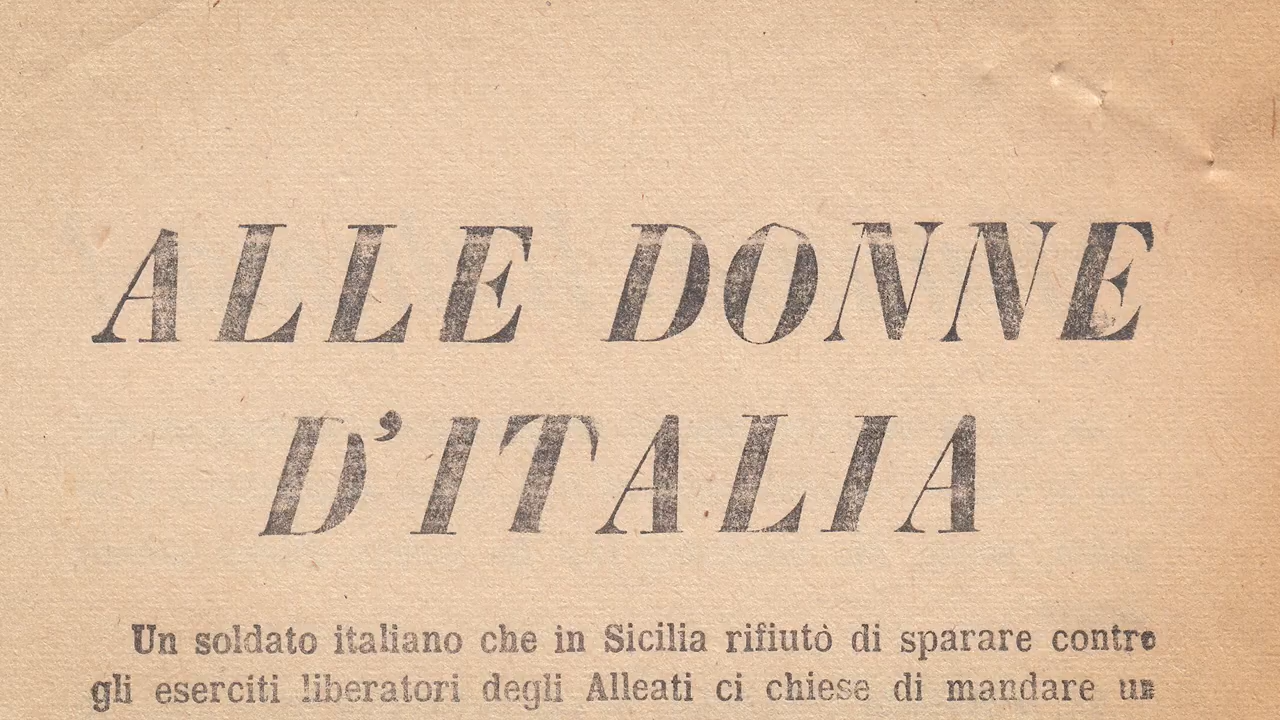 ALLE DONNE
D'ITALIA
Un soldato italiano che in Sicilia rifiutò di sparare contro
gli eserciti liberatori degli Alleati ci chiese di mandare un